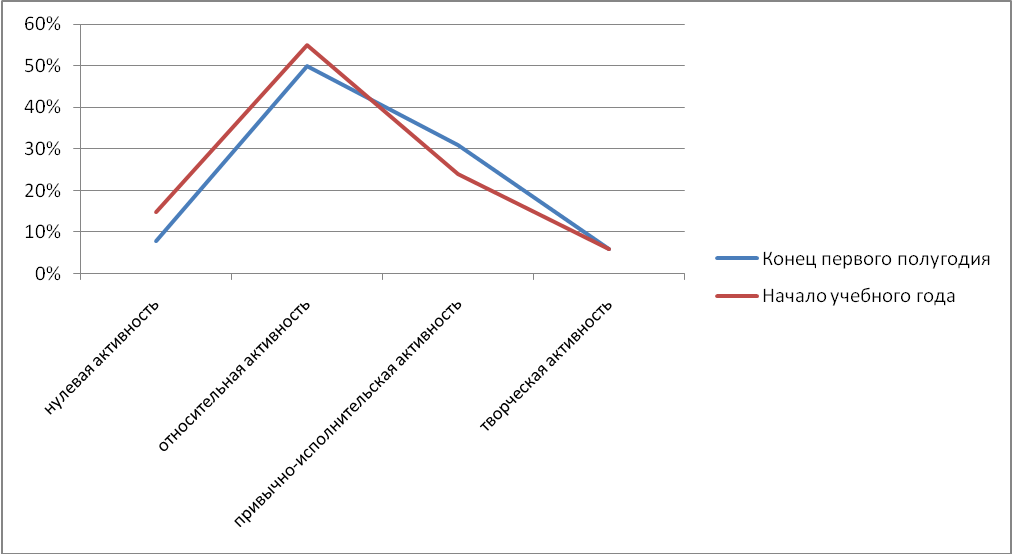 60%
50%
40%
30%
20%
10%
0%
нулевая активность
относительная активность
привычно-исполнительская активность
творческая активность
Конец первого полугодия
Начало учебного года